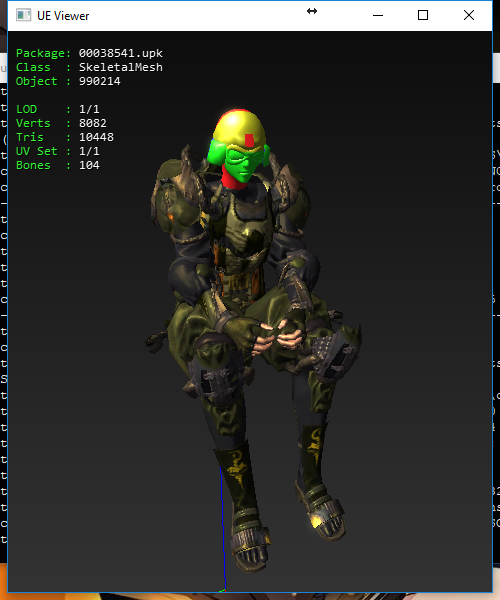 UE Viewer
Package: 00038541.upk
Class : SkeletalMesh
Object : 990214
LOD : 1/1
Verts : 8082
Tris : 10448
UV Set : 1/1
Bones : 104